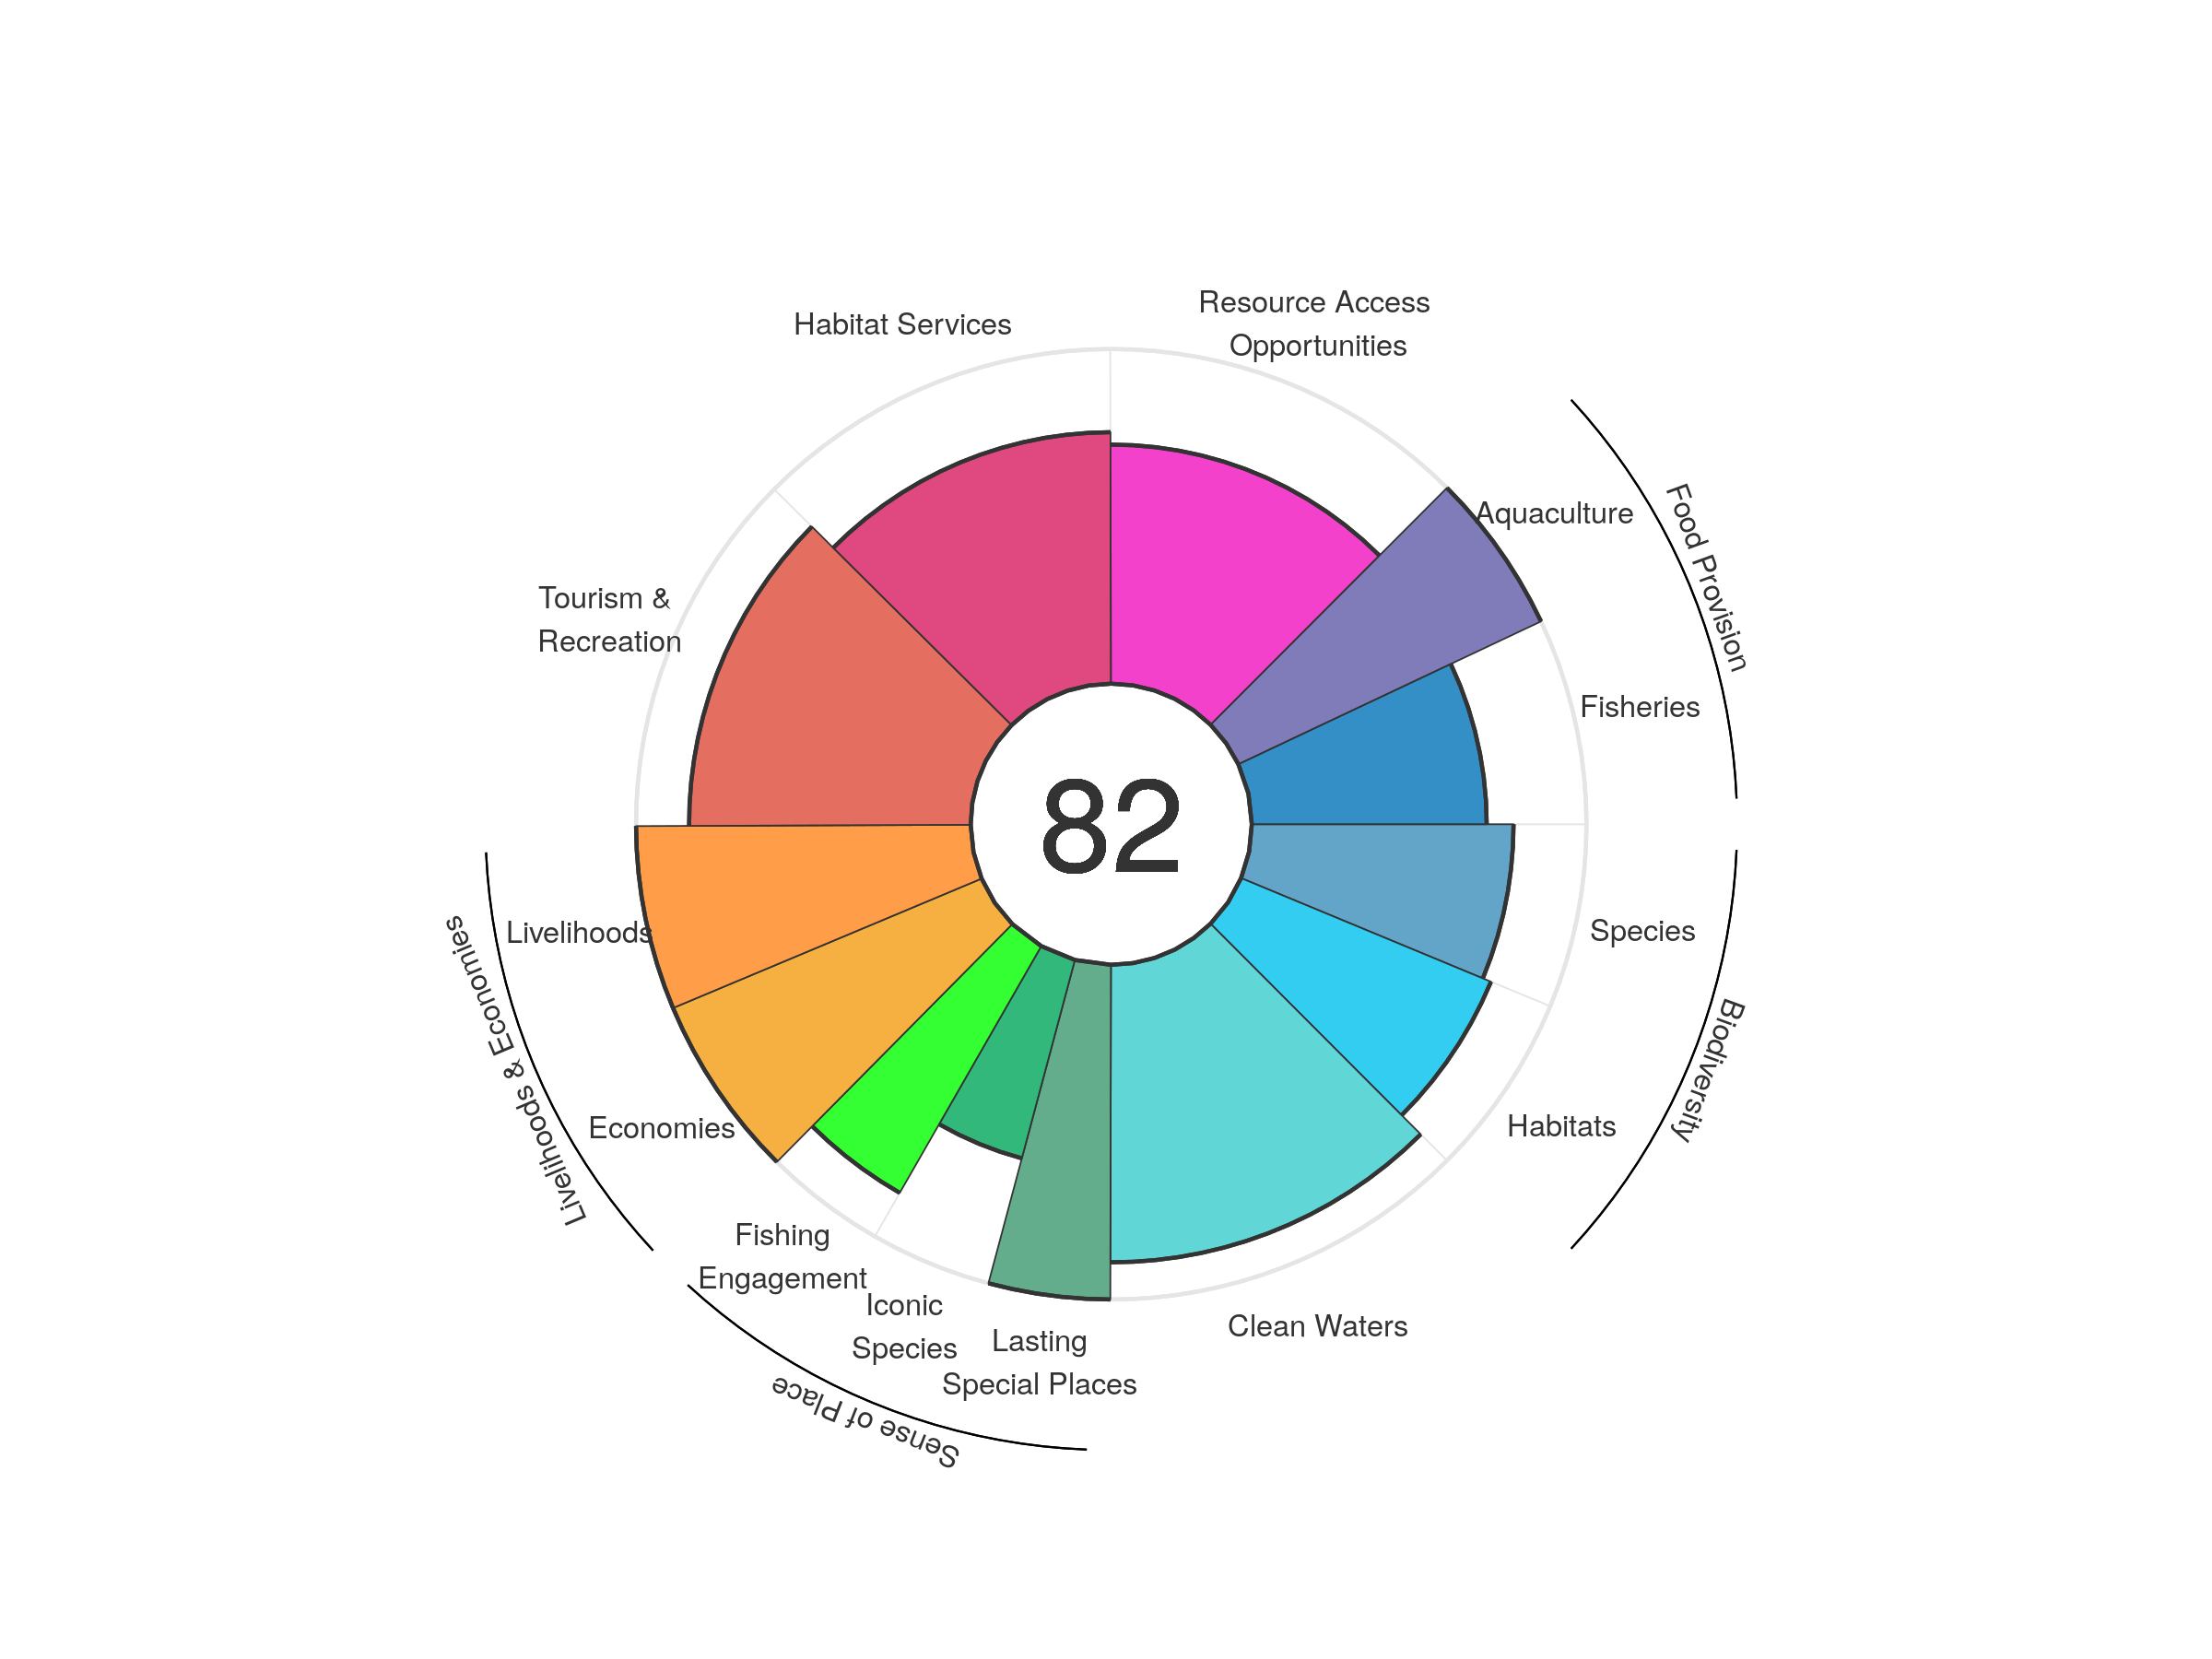 Resource Access
Opportunities
Habitat Services
Aquaculture
Food Provision
Tourism &
Recreation
Fisheries
82
Livelihoods
Species
Livelihoods & Economies
Biodiversity
Economies
Habitats
Fishing
Engagement
Iconic
Species
Lasting
Special Places
Clean Waters
Sense of Place